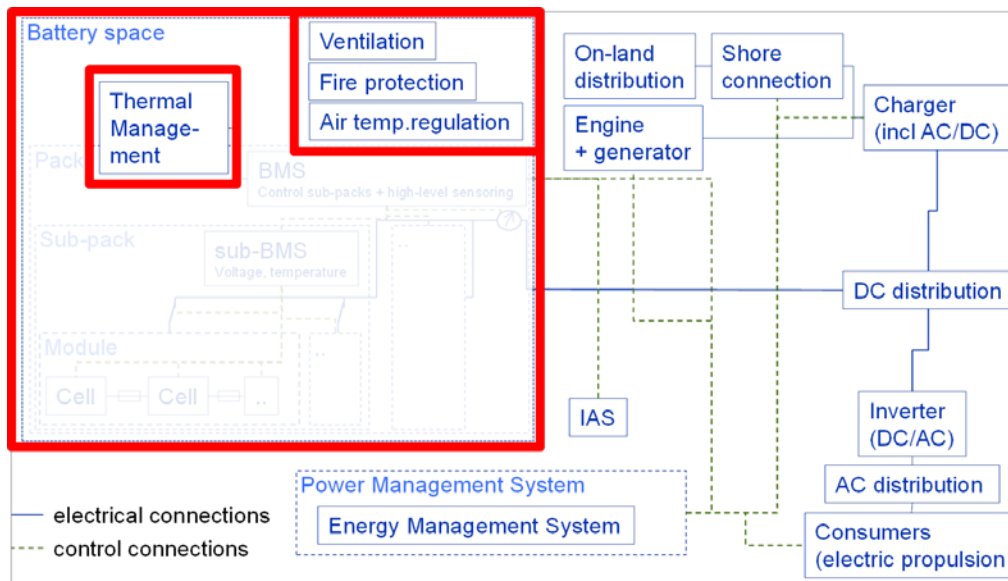 Battery space
Ventilation
Fire protection
Air temp.regulation
Thermal
Manage-
ment
On-land
distribution
Shore
connection
Engine
+ generator
Charger
(incl AC/DC)
Pack
BMS
Control sub-packs + high-level sensoring
Sub-pack
sub-BMS
Voltage, temperature
..
DC distribution
Module
..
Cell
Cell
..
IAS
Inverter
(DC/AC)
AC distribution
Consumers
(electric propulsion
Power Management System
Energy Management System
electrical connections
control connections